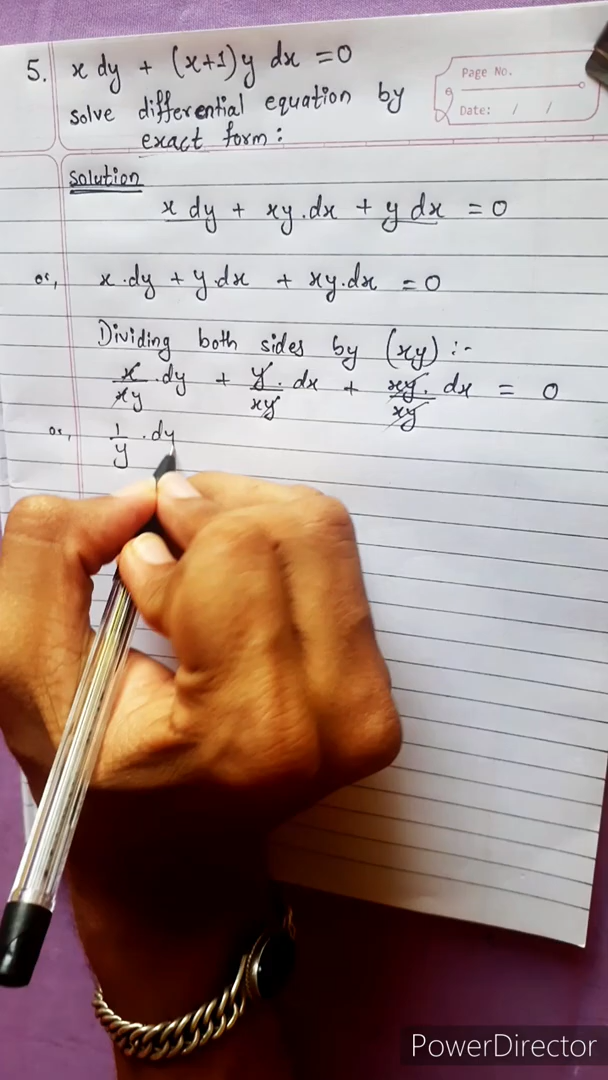 5. x dy + (x+1)y dx = 0
Page No.
solve differential equation by
Date: / /
exact form :
solution
x dy + xy.dx + y dx = 0
or, x.dy + y.dx + xy.dx = 0
Dividing both sides by (xy) :-
x/xy .dy + y/xy . dx + xy./xy dx = 0
or, 1/y .dy
PowerDirector